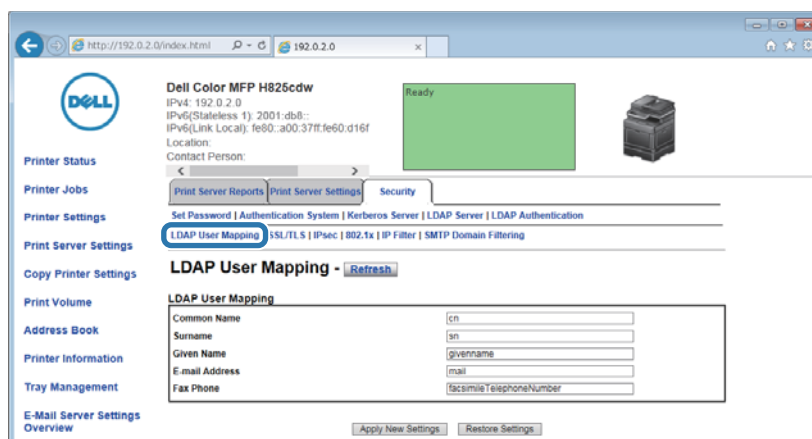 http://192.0.2.0/index.html
192.0.2.0
DELL
Dell Color MFP H825cdw
IPv4: 192.0.2.0
IPv6(Stateless 1): 2001:db8::
IPv6(Link Local): fe80::a00:37ff:fe60:d16f
Location:
Contact Person:
Ready
Printer Status
Printer Jobs
Printer Settings
Print Server Settings
Copy Printer Settings
Print Volume
Address Book
Printer Information
Tray Management
E-Mail Server Settings
Overview
Print Server Reports Print Server Settings Security
Set Password | Authentication System | Kerberos Server | LDAP Server | LDAP Authentication
LDAP User Mapping | SSL/TLS | IPsec | 802.1x | IP Filter | SMTP Domain Filtering
LDAP User Mapping - Refresh
LDAP User Mapping
Common Name cn
Surname sn
Given Name givenname
E-mail Address mail
Fax Phone facsimileTelephoneNumber
Apply New Settings Restore Settings